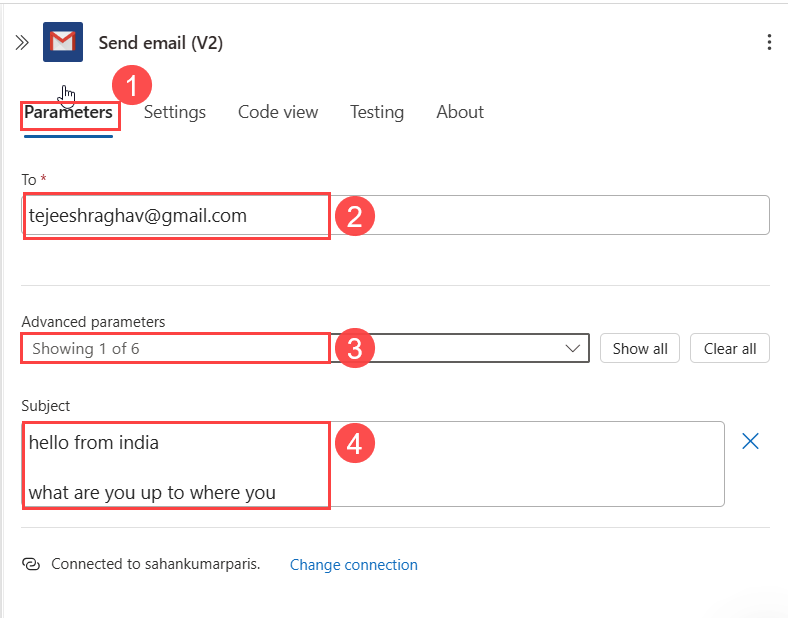 Send email (V2)
1
Parameters Settings Code view Testing About
To *
tejeeshraghav@gmail.com 2
Advanced parameters
Showing 1 of 6 3 Show all Clear all
Subject
hello from india 4
what are you up to where you
Connected to sahankumarparis. Change connection